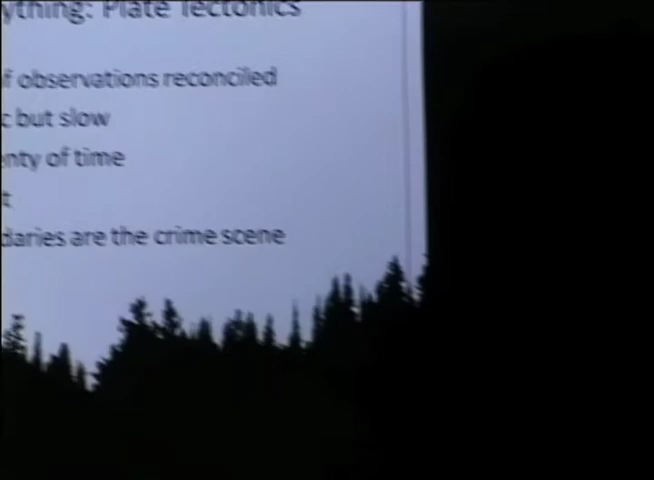 ything: Plate Tectonics
f observations reconciled
c but slow
enty of time
t
daries are the crime scene